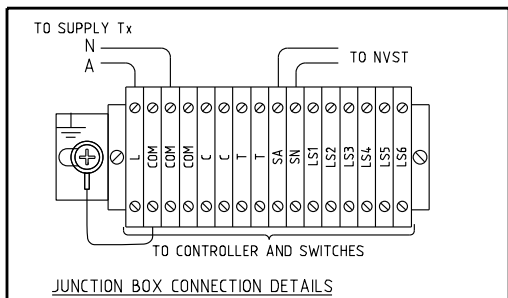 TO SUPPLY Tx
N
A
TO NVST
L COM COM COM C C T T SA SN LS1 LS2 LS3 LS4 LS5 LS6
TO CONTROLLER AND SWITCHES
JUNCTION BOX CONNECTION DETAILS